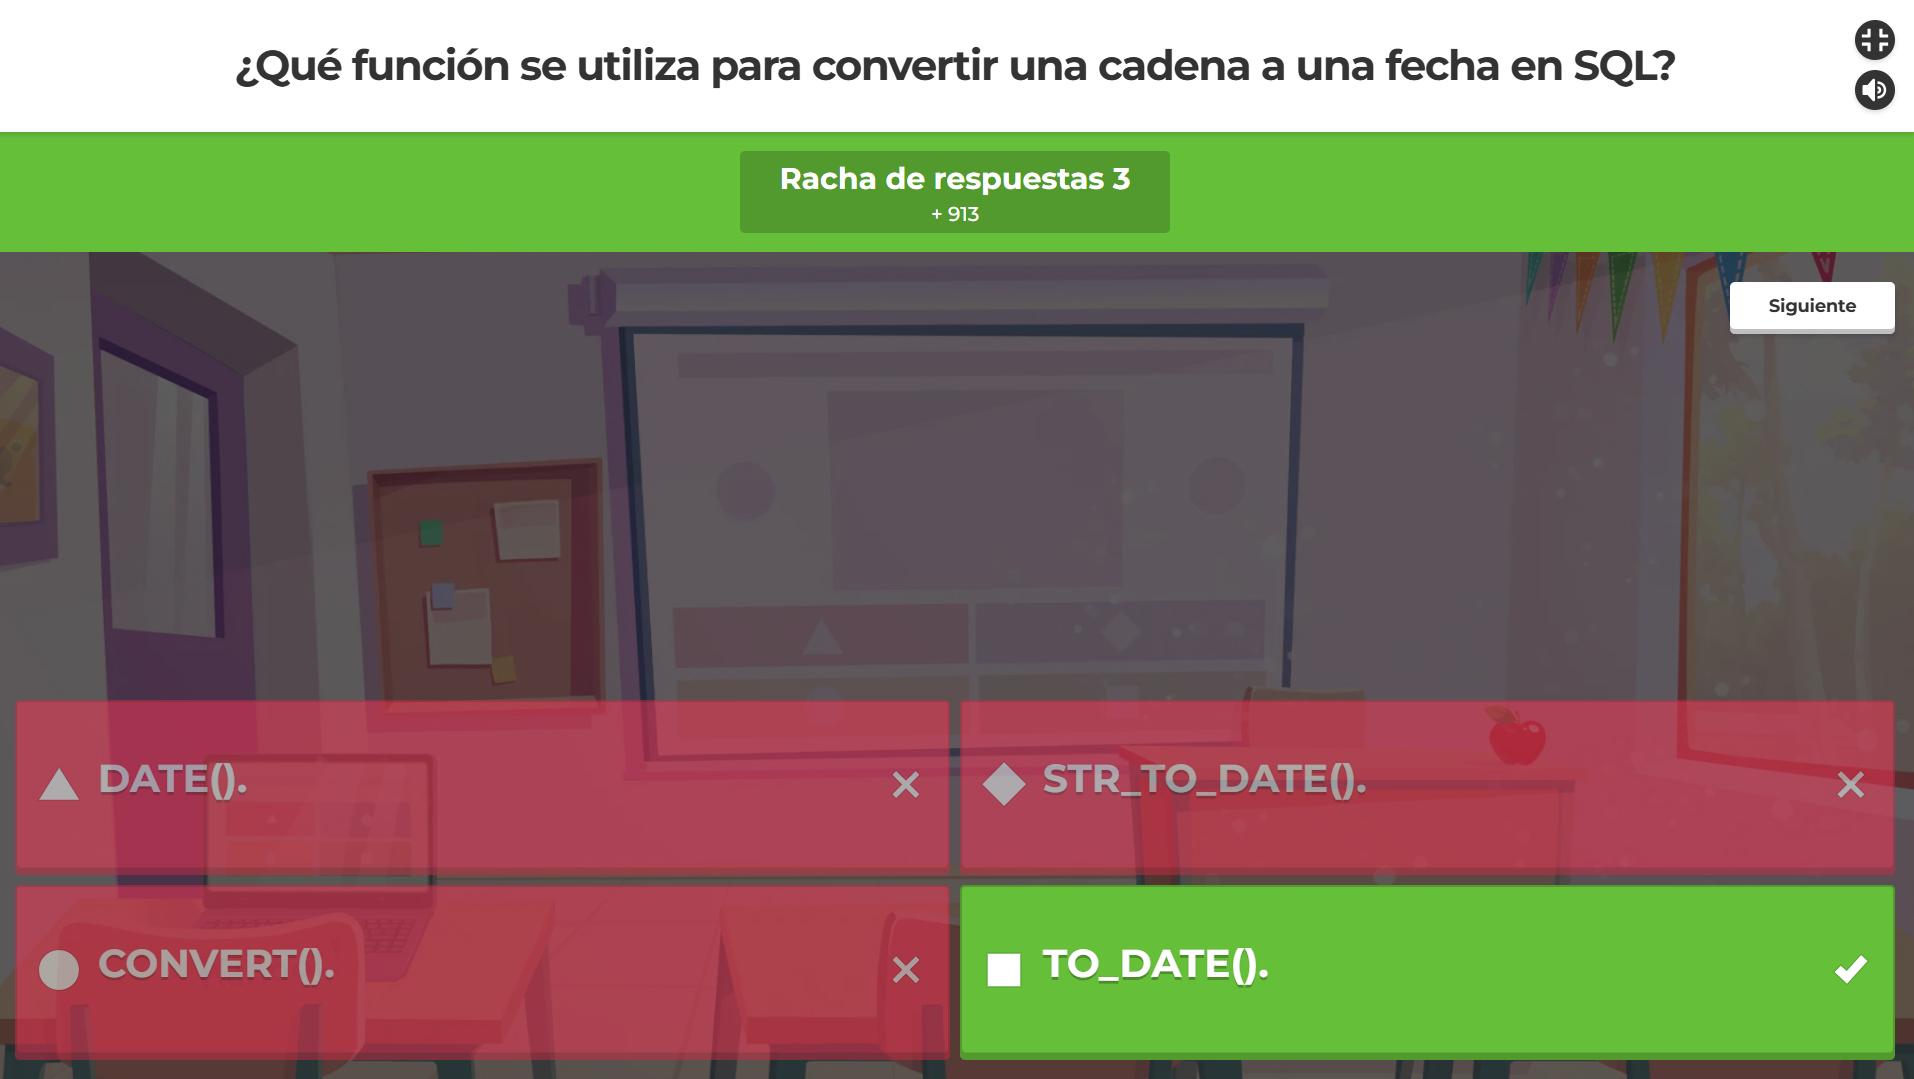 ¿Qué función se utiliza para convertir una cadena a una fecha en SQL?
Racha de respuestas 3
+ 913
Siguiente
DATE().
STR_TO_DATE().
CONVERT().
TO_DATE().